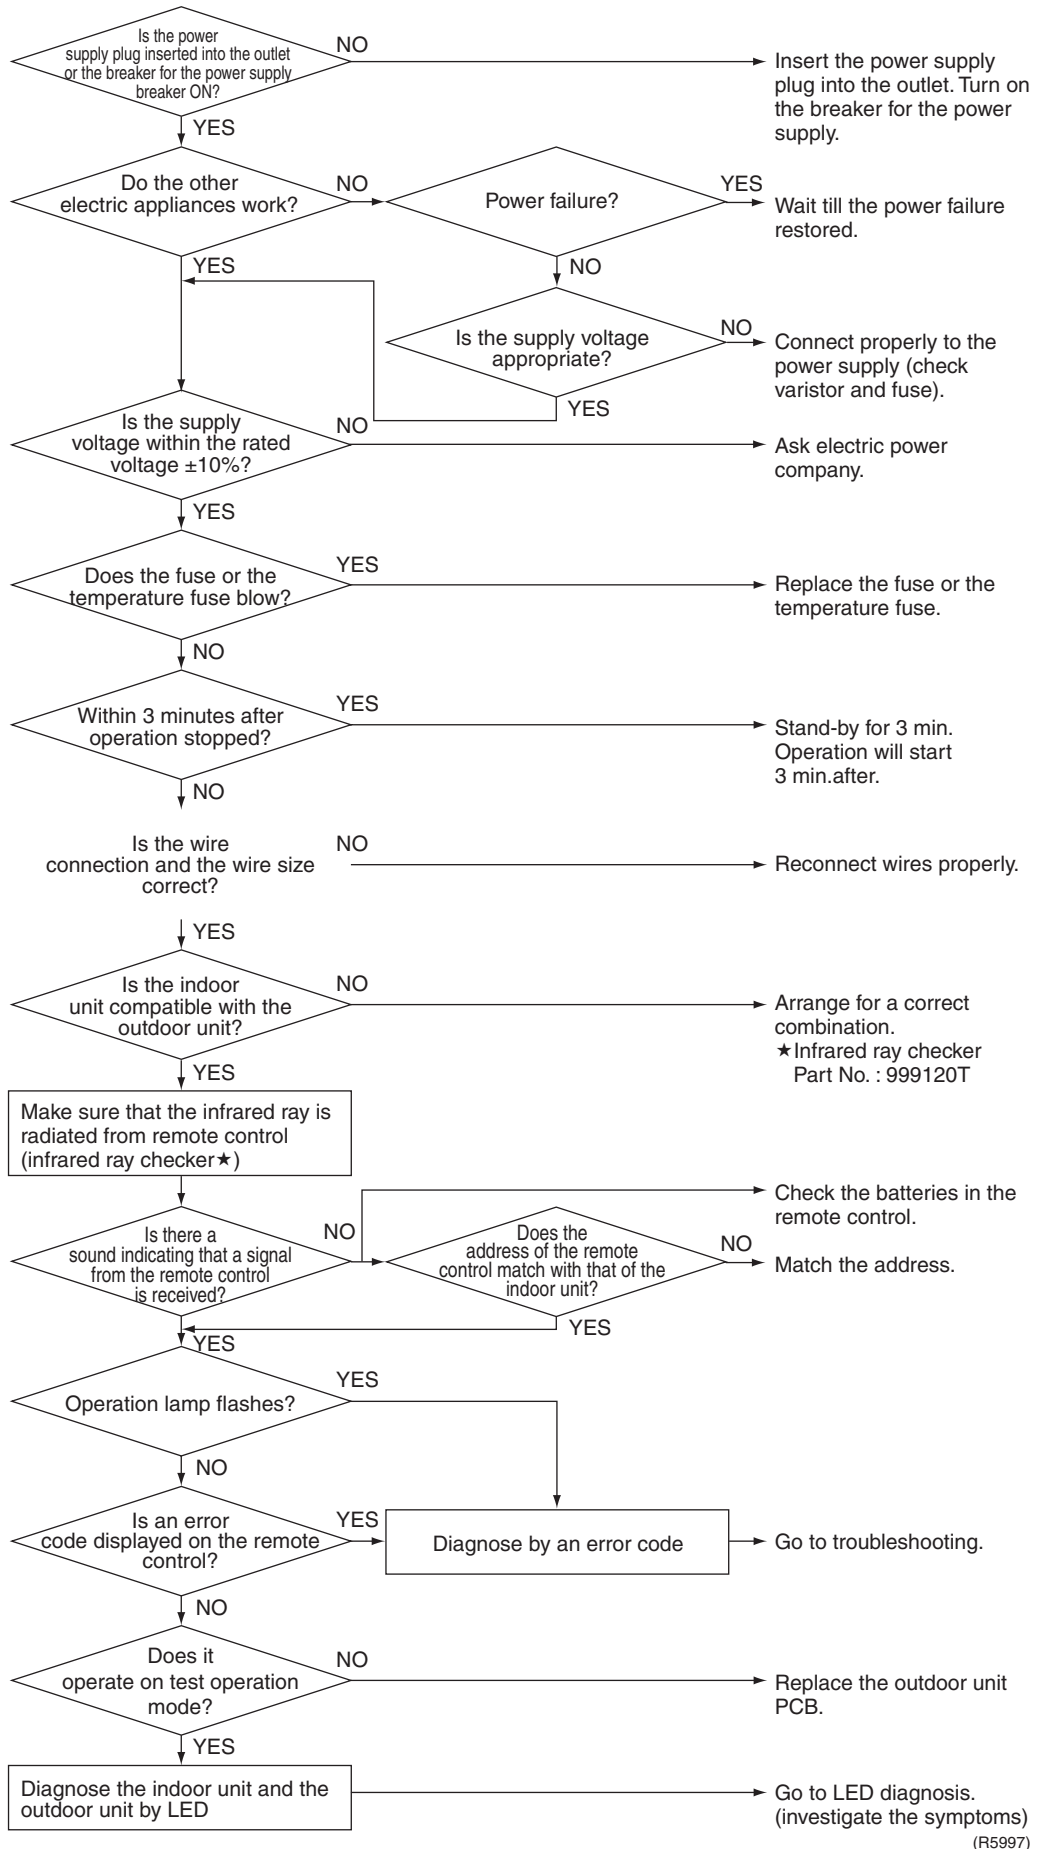 Is the power
supply plug inserted into the outlet
or the breaker for the power supply
breaker ON?
NO
Insert the power supply
plug into the outlet. Turn on
the breaker for the power
supply.
YES
Do the other
electric appliances work?
NO
Power failure?
YES
Wait till the power failure
restored.
YES
NO
Is the supply voltage
appropriate?
NO
Connect properly to the
power supply (check
varistor and fuse).
YES
Is the supply
voltage within the rated
voltage ±10%?
NO
Ask electric power
company.
YES
Does the fuse or the
temperature fuse blow?
YES
Replace the fuse or the
temperature fuse.
NO
Within 3 minutes after
operation stopped?
YES
Stand-by for 3 min.
Operation will start
3 min.after.
NO
Is the wire
connection and the wire size
correct?
NO
Reconnect wires properly.
YES
Is the indoor
unit compatible with the
outdoor unit?
NO
Arrange for a correct
combination.
★Infrared ray checker
Part No. : 999120T
YES
Make sure that the infrared ray is
radiated from remote control
(infrared ray checker★)
Check the batteries in the
remote control.
Is there a
sound indicating that a signal
from the remote control
is received?
NO
Does the
address of the remote
control match with that of the
indoor unit?
NO
Match the address.
YES
YES
Operation lamp flashes?
YES
NO
Is an error
code displayed on the remote
control?
YES
Diagnose by an error code
Go to troubleshooting.
NO
Does it
operate on test operation
mode?
NO
Replace the outdoor unit
PCB.
YES
Diagnose the indoor unit and the
outdoor unit by LED
Go to LED diagnosis.
(investigate the symptoms)
(R5997)